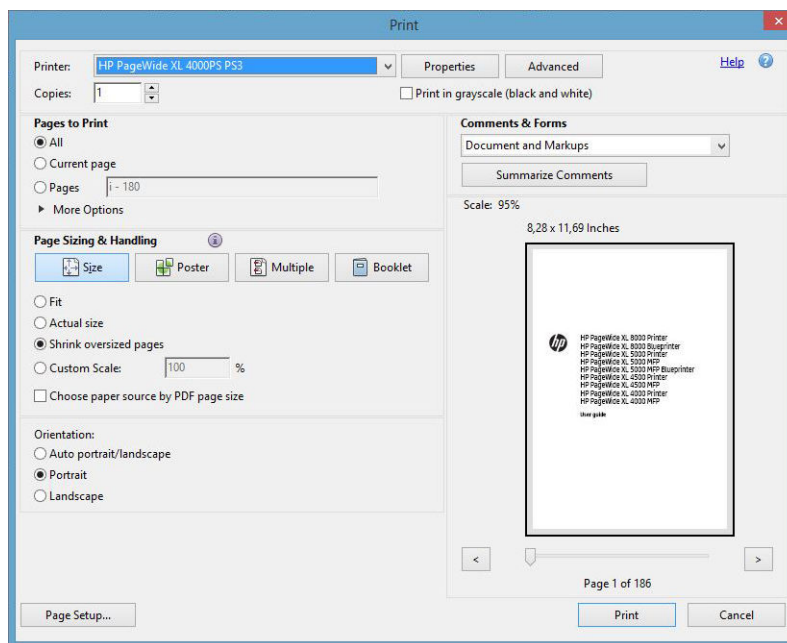 Print
Printer: HP PageWide XL 4000PS PS3 Properties Advanced Help
Copies: 1 Print in grayscale (black and white)
Pages to Print
All
Current page
Pages i - 180
More Options
Page Sizing & Handling
Size Poster Multiple Booklet
Fit
Actual size
Shrink oversized pages
Custom Scale: 100 %
Choose paper source by PDF page size
Orientation:
Auto portrait/landscape
Portrait
Landscape
Comments & Forms
Document and Markups
Summarize Comments
Scale: 95%
8,28 x 11,69 Inches
hp
HP PageWide XL 8000 Printer
HP PageWide XL 8000 Blueprinter
HP PageWide XL 5000 Printer
HP PageWide XL 5000 MFP
HP PageWide XL 5000 MFP Blueprinter
HP PageWide XL 4500 Printer
HP PageWide XL 4500 MFP
HP PageWide XL 4000 Printer
HP PageWide XL 4000 MFP
User guide
< >
Page 1 of 186
Page Setup... Print Cancel